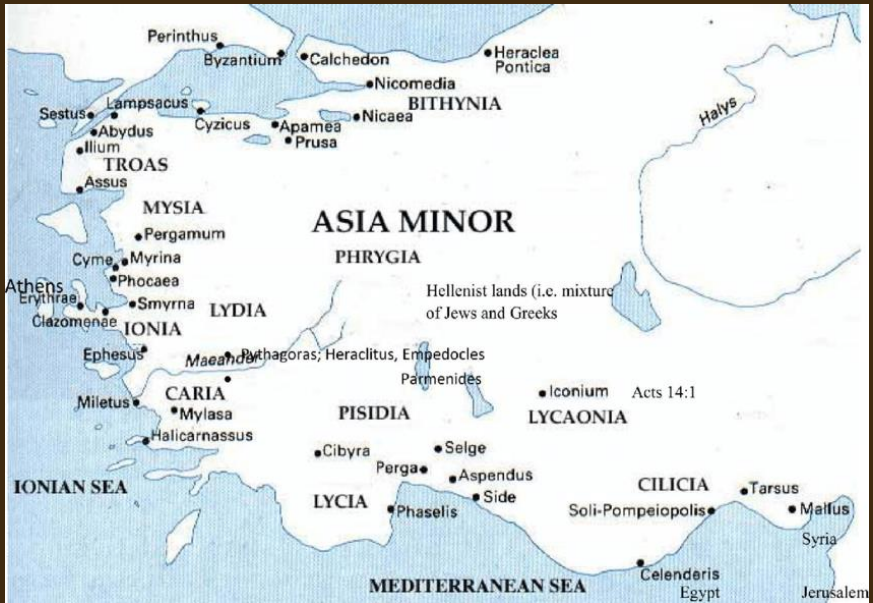 Perinthus
Byzantium
Calchedon
Heraclea
Pontica
Nicomedia
BITHYNIA
Halys
Sestus
Lampsacus
Cyzicus
Apamea
Nicaea
Abydus
Prusa
Ilium
TROAS
Assus
MYSIA
ASIA MINOR
Pergamum
PHRYGIA
Cyme
Myrina
Phocaea
Athens
Erythrae
Smyrna
Clazomenae
LYDIA
IONIA
Hellenist lands (i.e. mixture
of Jews and Greeks
Ephesus
Maeander
Pythagoras; Heraclitus, Empedocles
Parmenides
CARIA
Iconium
Acts 14:1
Miletus
Mylasa
PISIDIA
LYCAONIA
Halicarnassus
Cibyra
Selge
Perga
Aspendus
IONIAN SEA
LYCIA
Side
CILICIA
Tarsus
Phaselis
Soli-Pompeiopolis
Mallus
Syria
Celenderis
MEDITERRANEAN SEA
Egypt
Jerusalem